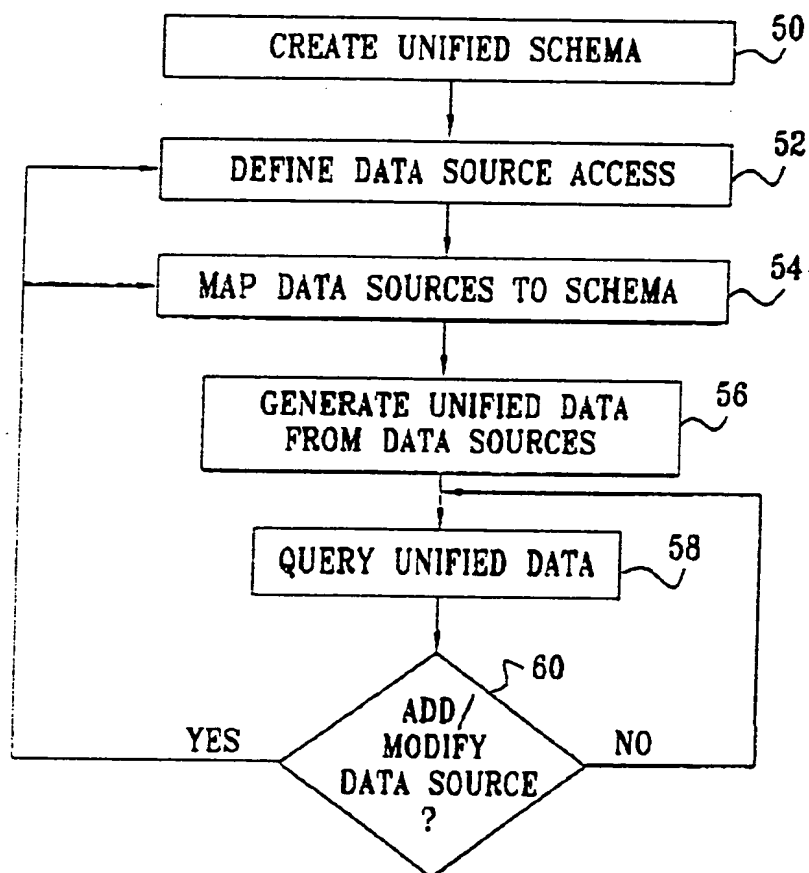 CREATE UNIFIED SCHEMA
50
DEFINE DATA SOURCE ACCESS
52
MAP DATA SOURCES TO SCHEMA
54
GENERATE UNIFIED DATA
FROM DATA SOURCES
56
QUERY UNIFIED DATA
58
60
ADD/
MODIFY
DATA SOURCE
?
YES
NO